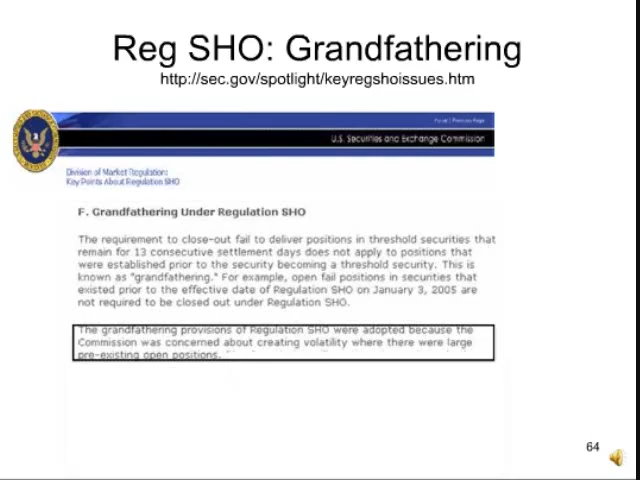 Reg SHO: Grandfathering
http://sec.gov/spotlight/keyregshoissues.htm
Home | Previous Page
U.S. Securities and Exchange Commission
Division of Market Regulation:
Key Points About Regulation SHO
F. Grandfathering Under Regulation SHO
The requirement to close-out fail to deliver positions in threshold securities that
remain for 13 consecutive settlement days does not apply to positions that
were established prior to the security becoming a threshold security. This is
known as "grandfathering." For example, open fail positions in securities that
existed prior to the effective date of Regulation SHO on January 3, 2005 are
not required to be closed out under Regulation SHO.
The grandfathering provisions of Regulation SHO were adopted because the
Commission was concerned about creating volatility where there were large
pre-existing open positions.
64